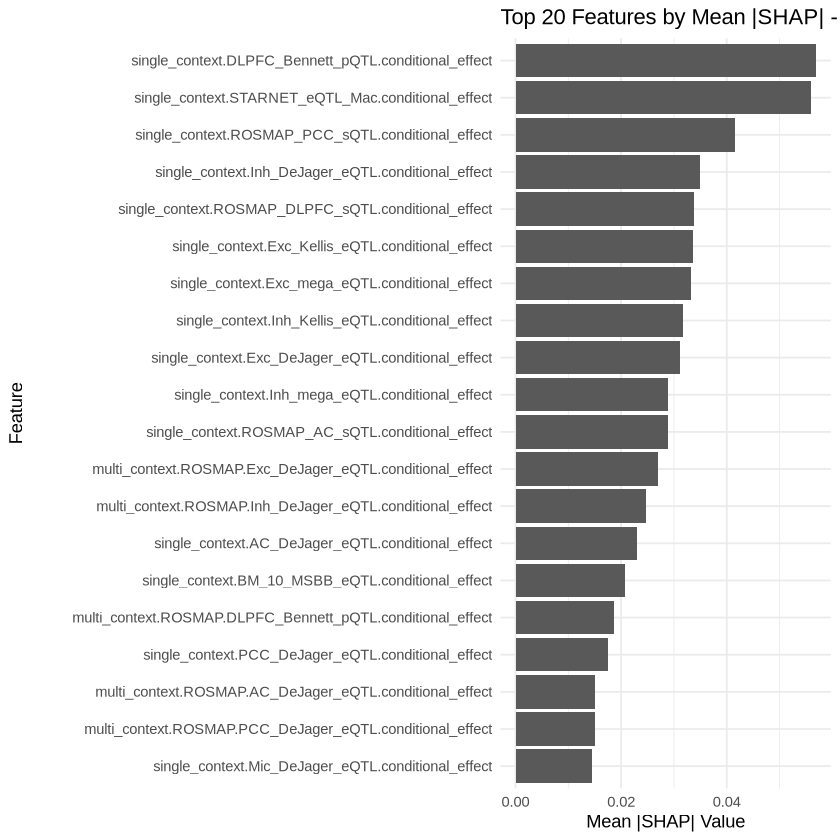 Top 20 Features by Mean |SHAP| -
single_context.DLPFC_Bennett_pQTL.conditional_effect
single_context.STARNET_eQTL_Mac.conditional_effect
single_context.ROSMAP_PCC_sQTL.conditional_effect
single_context.Inh_DeJager_eQTL.conditional_effect
single_context.ROSMAP_DLPFC_sQTL.conditional_effect
single_context.Exc_Kellis_eQTL.conditional_effect
single_context.Exc_mega_eQTL.conditional_effect
single_context.Inh_Kellis_eQTL.conditional_effect
single_context.Exc_DeJager_eQTL.conditional_effect
single_context.Inh_mega_eQTL.conditional_effect
single_context.ROSMAP_AC_sQTL.conditional_effect
multi_context.ROSMAP.Exc_DeJager_eQTL.conditional_effect
multi_context.ROSMAP.Inh_DeJager_eQTL.conditional_effect
single_context.AC_DeJager_eQTL.conditional_effect
single_context.BM_10_MSBB_eQTL.conditional_effect
multi_context.ROSMAP.DLPFC_Bennett_pQTL.conditional_effect
single_context.PCC_DeJager_eQTL.conditional_effect
multi_context.ROSMAP.AC_DeJager_eQTL.conditional_effect
multi_context.ROSMAP.PCC_DeJager_eQTL.conditional_effect
single_context.Mic_DeJager_eQTL.conditional_effect
Feature
0.00 0.02 0.04
Mean |SHAP| Value